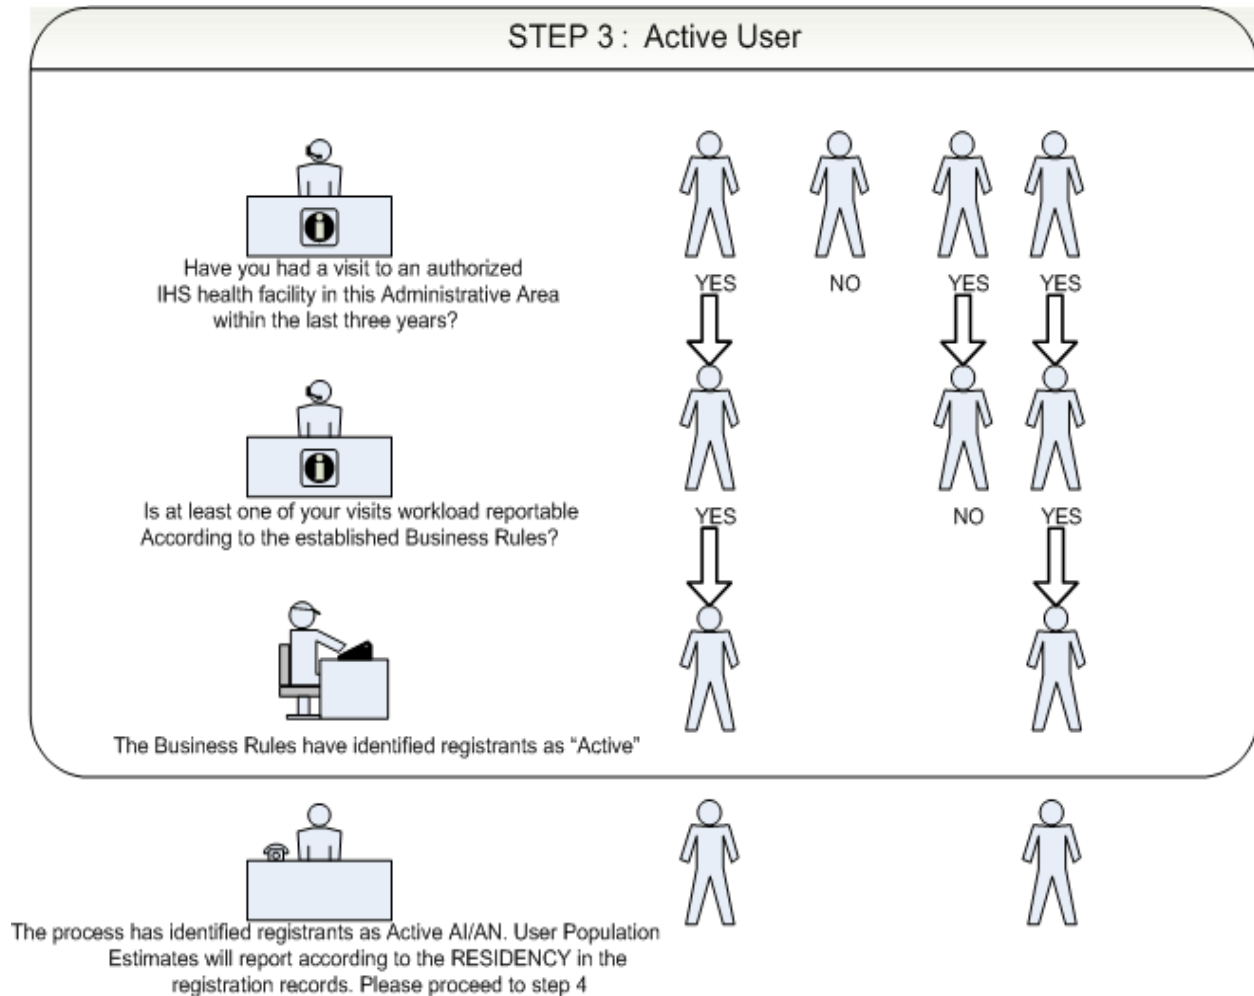 STEP 3 : Active User
Have you had a visit to an authorized
IHS health facility in this Administrative Area
within the last three years?
YES NO YES YES
Is at least one of your visits workload reportable
According to the established Business Rules?
YES NO YES
The Business Rules have identified registrants as “Active”
The process has identified registrants as Active AI/AN. User Population
Estimates will report according to the RESIDENCY in the
registration records. Please proceed to step 4